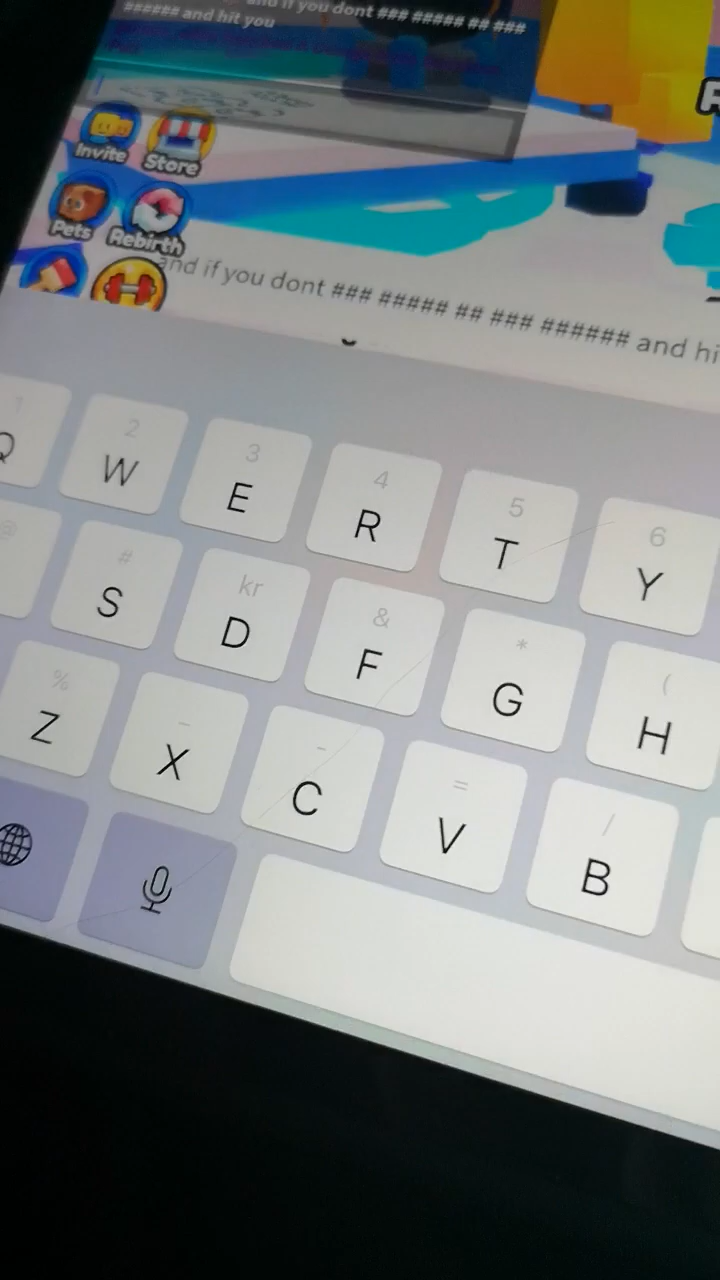 and if you dont ### ##### ## ###
###### and hit you
Invite Store
Pets Rebirth
and if you dont ### ##### ## ### ###### and hi
1 2 3 4 5 6
Q W E R T Y
@ # kr & * (
S D F G H
% - - = /
Z X C V B